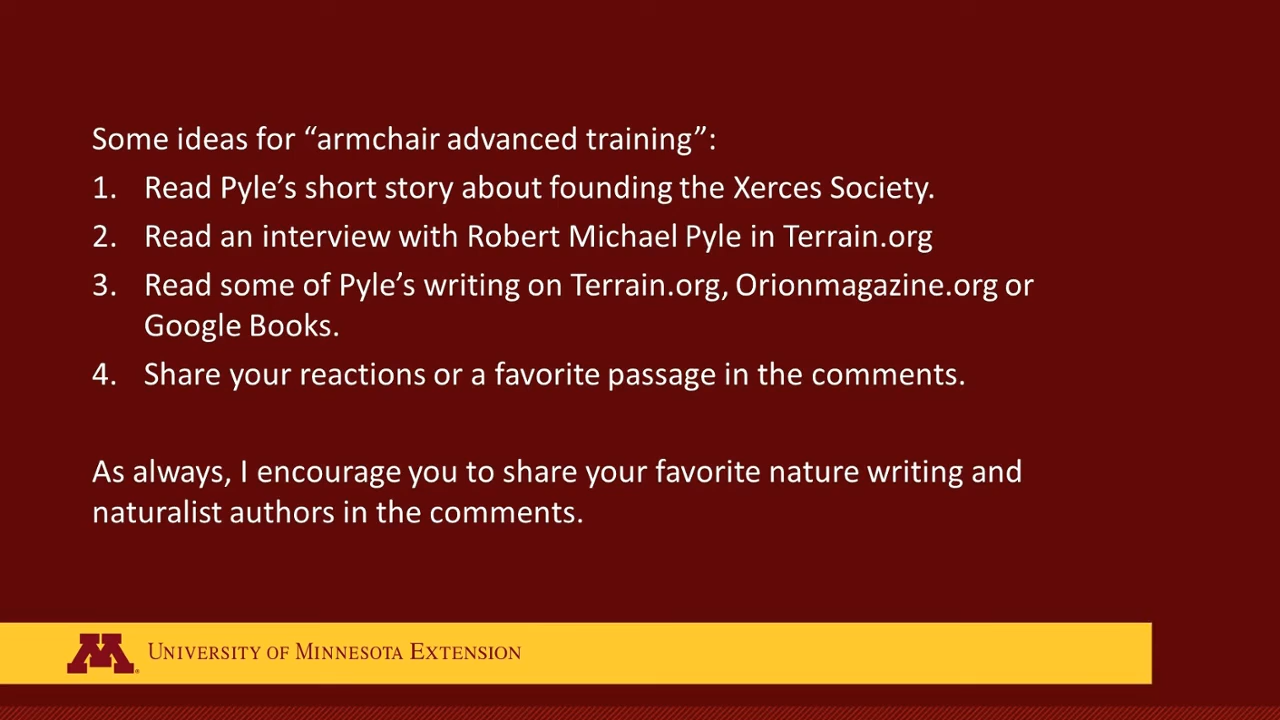 Some ideas for “armchair advanced training”:
1. Read Pyle’s short story about founding the Xerces Society.
2. Read an interview with Robert Michael Pyle in Terrain.org
3. Read some of Pyle’s writing on Terrain.org, Orionmagazine.org or
Google Books.
4. Share your reactions or a favorite passage in the comments.
As always, I encourage you to share your favorite nature writing and
naturalist authors in the comments.
M UNIVERSITY OF MINNESOTA EXTENSION